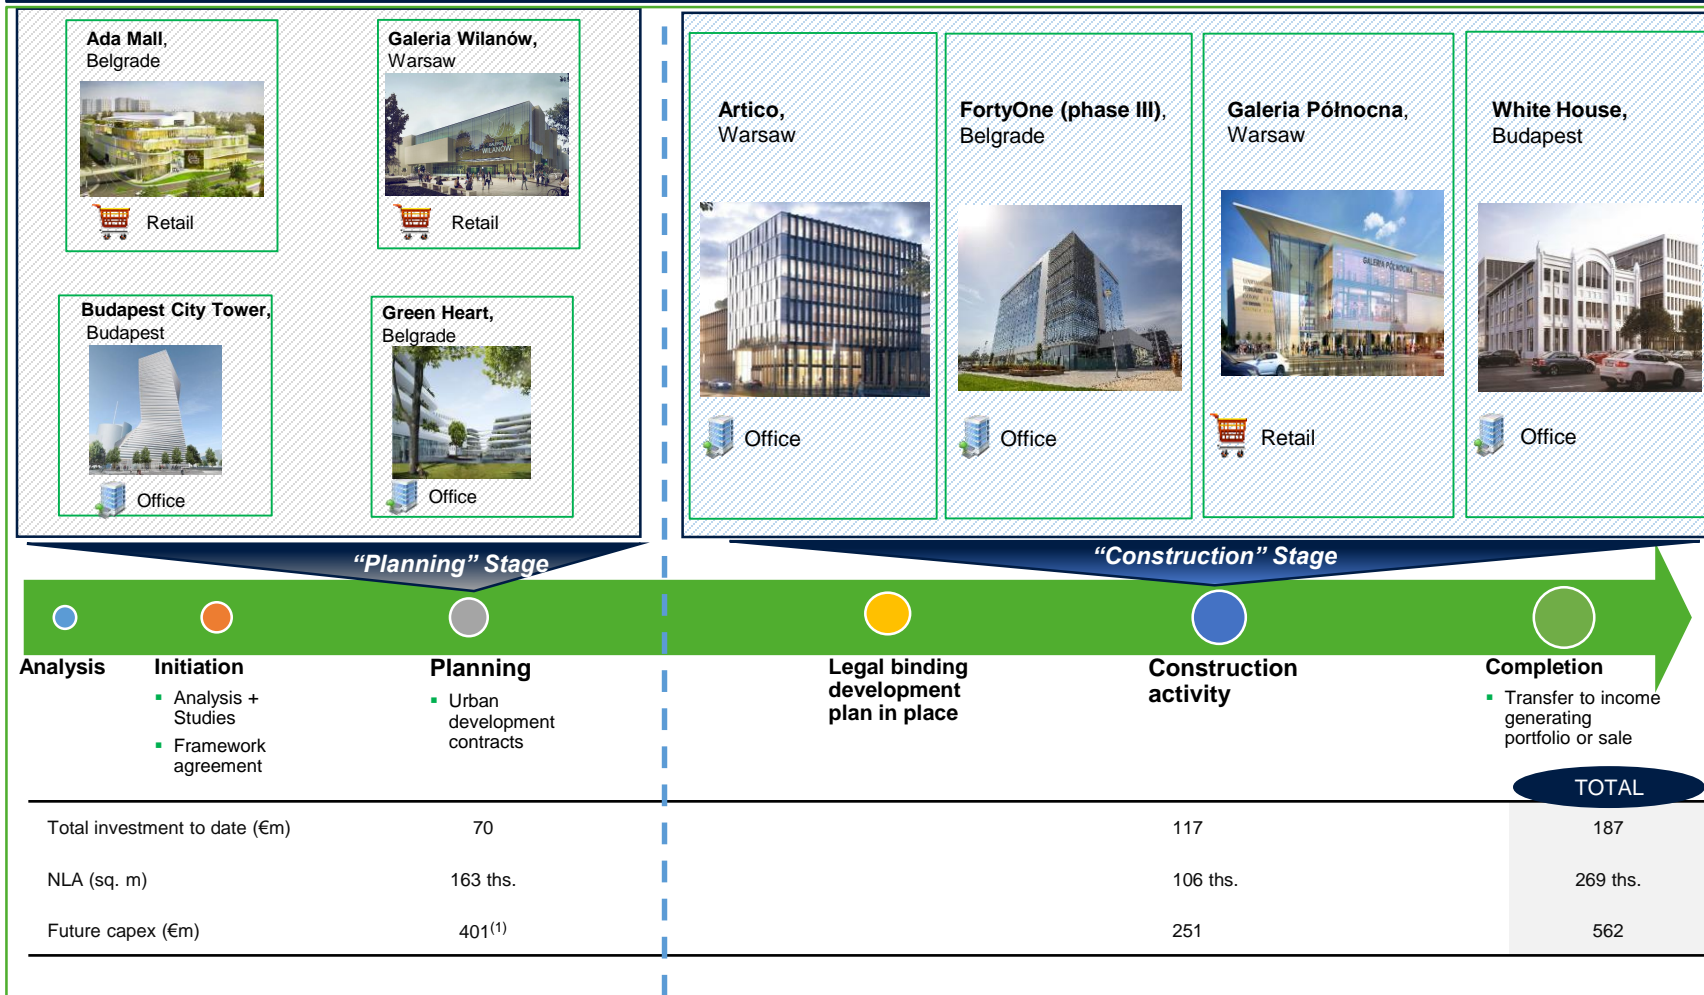 Ada Mall,
Belgrade
Retail
Galeria Wilanów,
Warsaw
GALERIA
WILANÓW
Retail
Budapest City Tower,
Budapest
Office
Green Heart,
Belgrade
Office
Artico,
Warsaw
Office
FortyOne (phase III),
Belgrade
Office
Galeria Północna,
Warsaw
GALERIA PÓŁNOCNA
Retail
White House,
Budapest
Office
“Planning” Stage
“Construction” Stage
Analysis
Initiation
▪ Analysis +
Studies
▪ Framework
agreement
Planning
▪ Urban
development
contracts
Legal binding
development
plan in place
Construction
activity
Completion
▪ Transfer to income
generating
portfolio or sale
TOTAL
Total investment to date (€m) 70 117 187
NLA (sq. m) 163 ths. 106 ths. 269 ths.
Future capex (€m) 401(1) 251 562